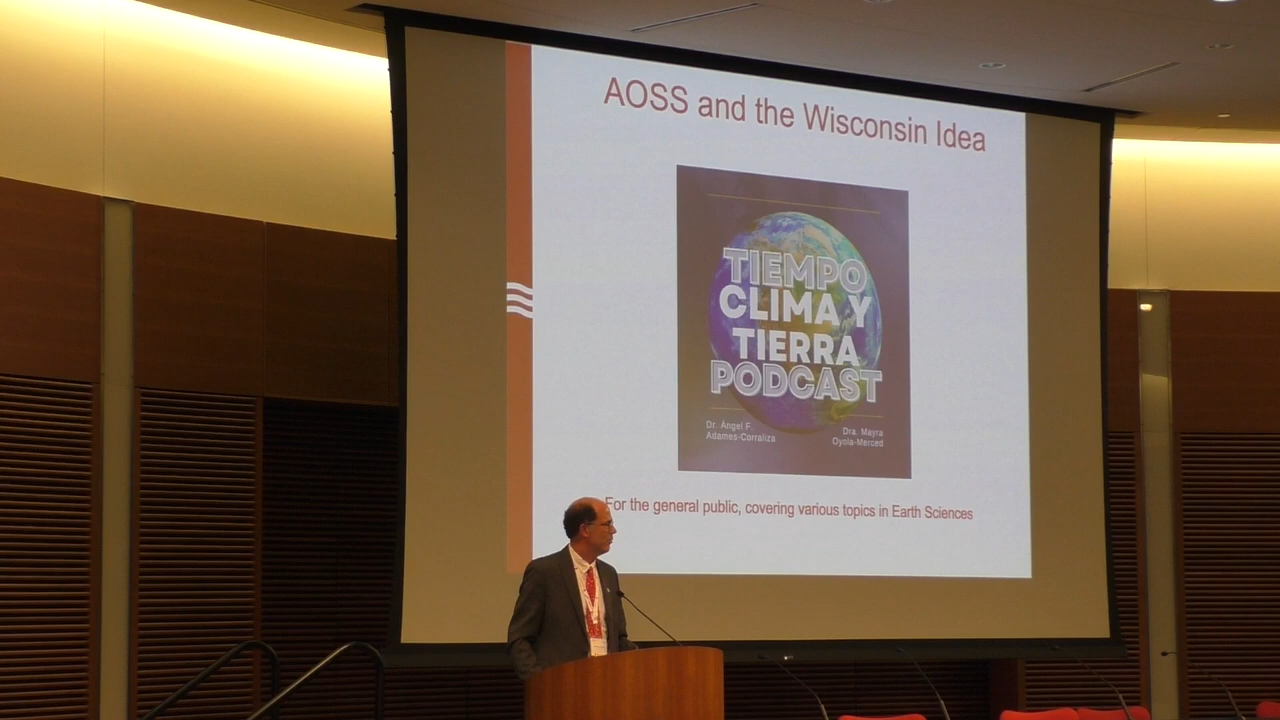 AOSS and the Wisconsin Idea
TIEMPO
CLIMA Y
TIERRA
PODCAST
Dr. Ángel F.
Adames-Corraliza
Dra. Mayra
Oyola-Merced
For the general public, covering various topics in Earth Sciences